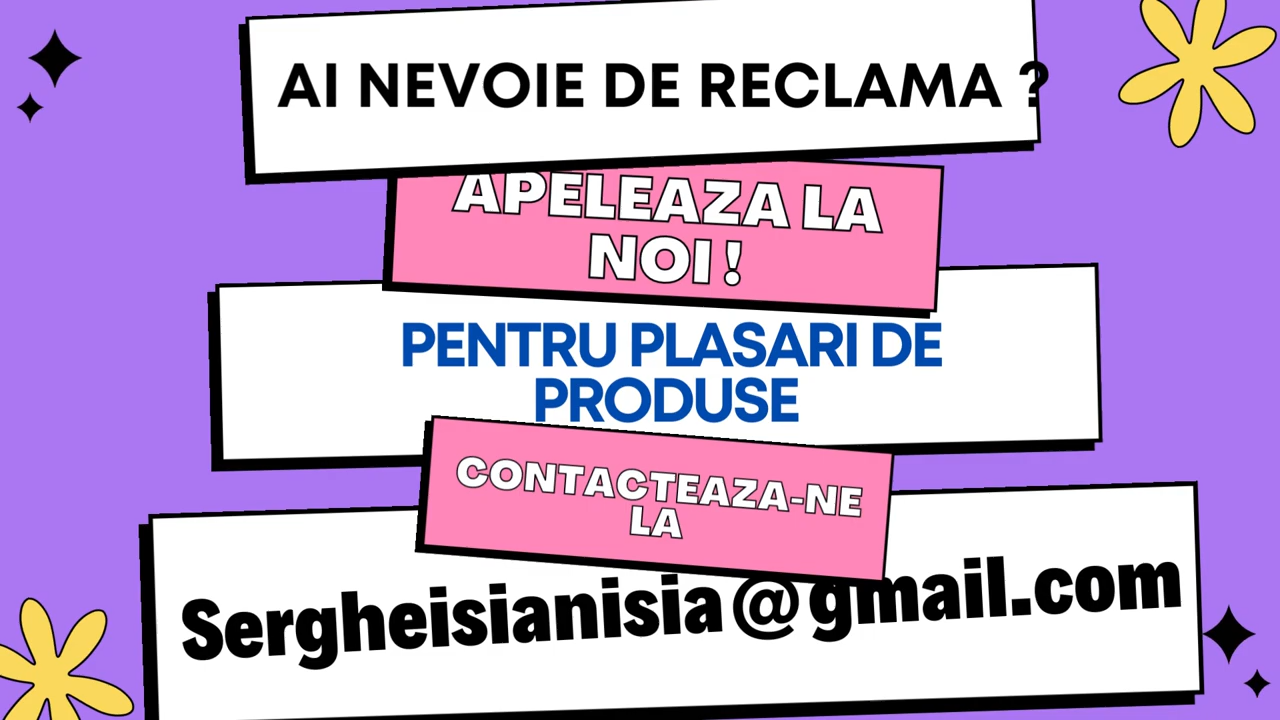 AI NEVOIE DE RECLAMA ?
APELEAZA LA
NOI !
PENTRU PLASARI DE
PRODUSE
CONTACTEAZA-NE
LA
Sergheisianisia@gmail.com